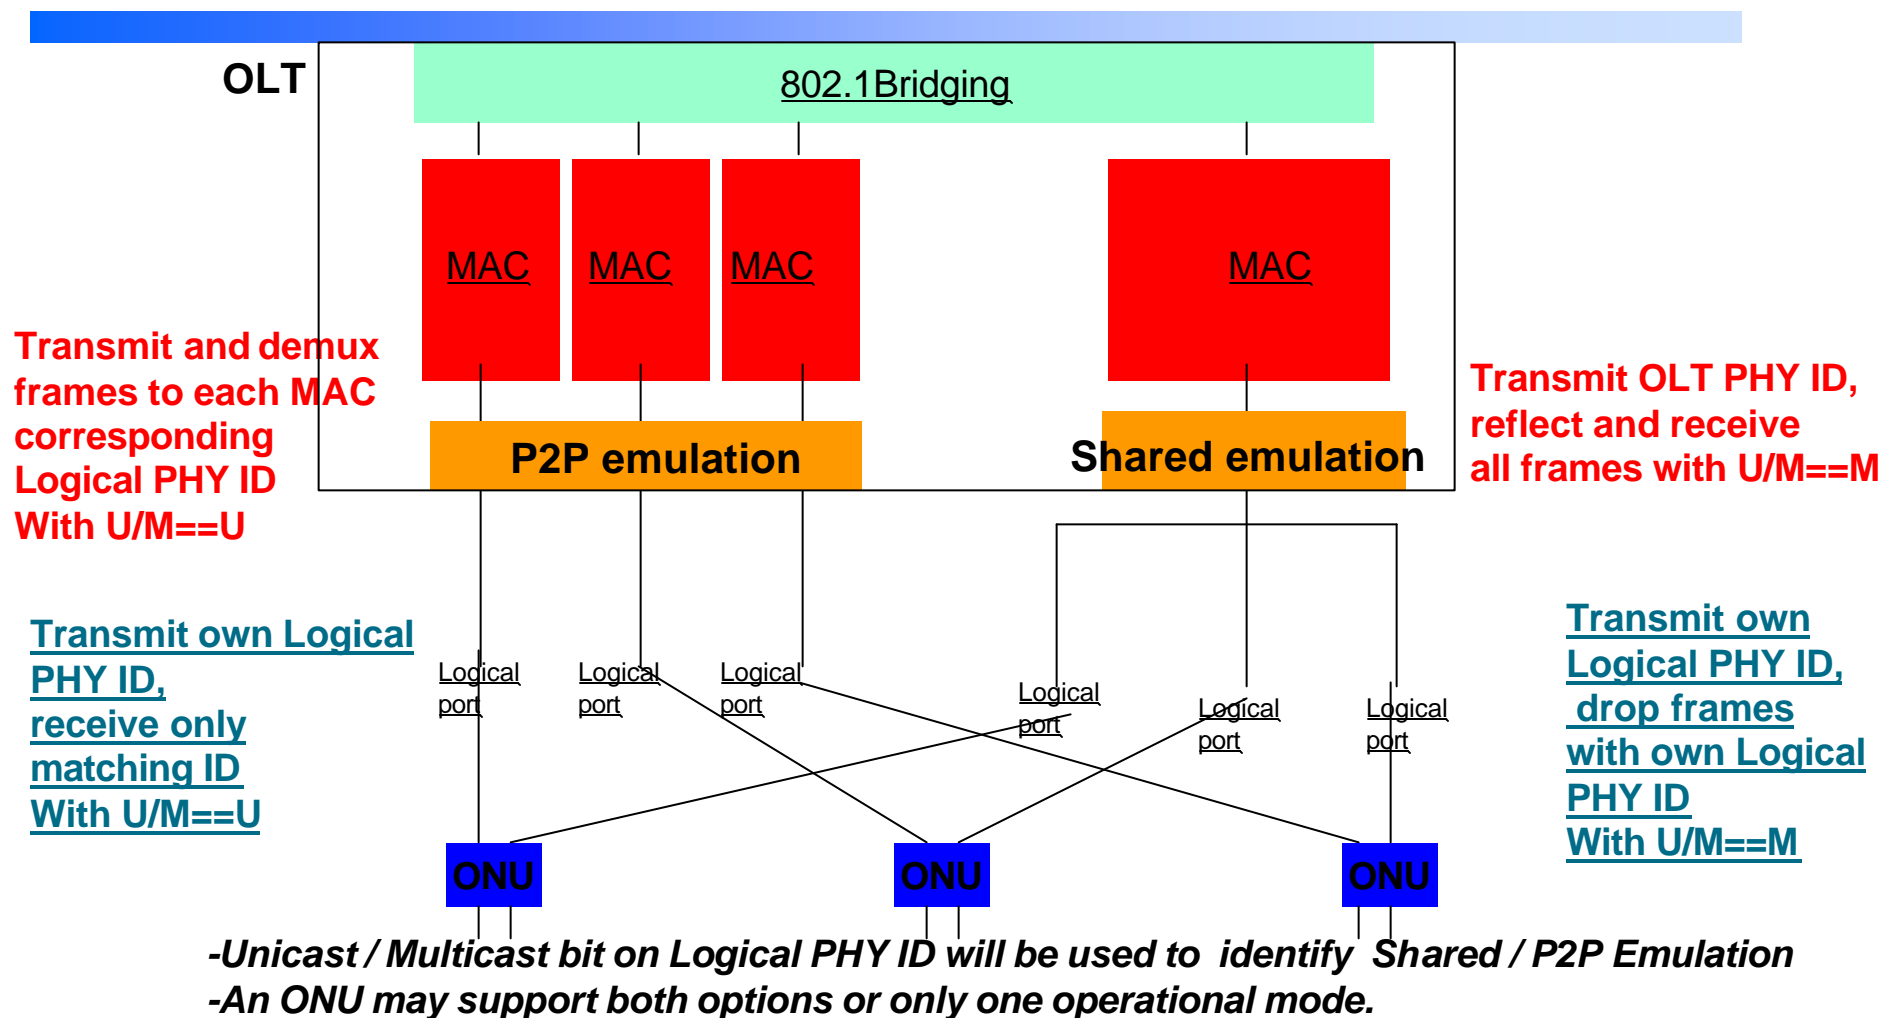 OLT
802.1Bridging
MAC
MAC
MAC
MAC
Transmit and demux
frames to each MAC
corresponding
Logical PHY ID
With U/M==U
P2P emulation
Shared emulation
Transmit OLT PHY ID,
reflect and receive
all frames with U/M==M
Transmit own Logical
PHY ID,
receive only
matching ID
With U/M==U
Logical
port
Logical
port
Logical
port
Logical
port
Logical
port
Logical
port
Transmit own
Logical PHY ID,
drop frames
with own Logical
PHY ID
With U/M==M
ONU
ONU
ONU
-Unicast / Multicast bit on Logical PHY ID will be used to identify Shared / P2P Emulation
-An ONU may support both options or only one operational mode.